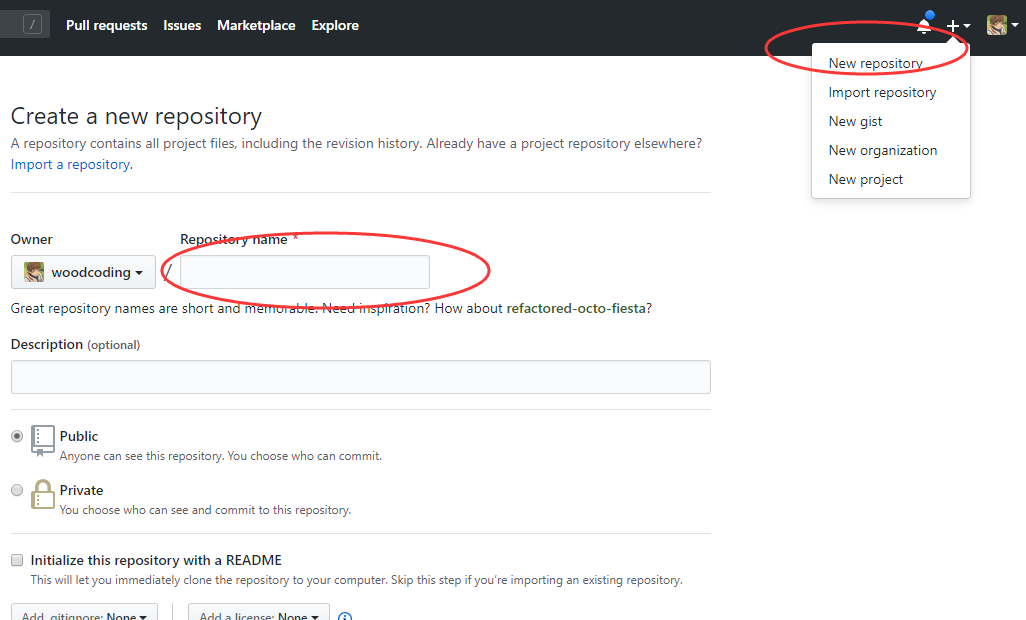 / Pull requests Issues Marketplace Explore
New repository
Import repository
New gist
New organization
New project
Create a new repository
A repository contains all project files, including the revision history. Already have a project repository elsewhere?
Import a repository.
Owner Repository name *
woodcoding /
Great repository names are short and memorable. Need inspiration? How about refactored-octo-fiesta?
Description (optional)
Public
Anyone can see this repository. You choose who can commit.
Private
You choose who can see and commit to this repository.
Initialize this repository with a README
This will let you immediately clone the repository to your computer. Skip this step if you’re importing an existing repository.
Add .gitignore: None Add a license: None